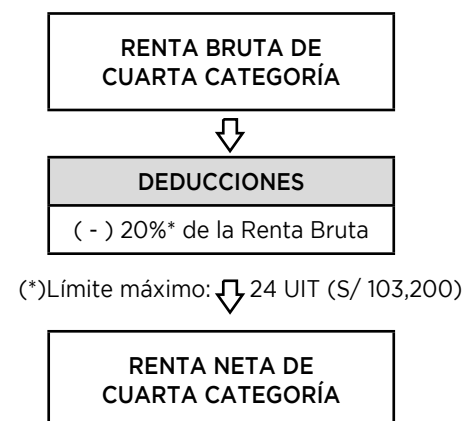 RENTA BRUTA DE
CUARTA CATEGORÍA
DEDUCCIONES
( - ) 20%* de la Renta Bruta
(*)Límite máximo: 24 UIT (S/ 103,200)
RENTA NETA DE
CUARTA CATEGORÍA